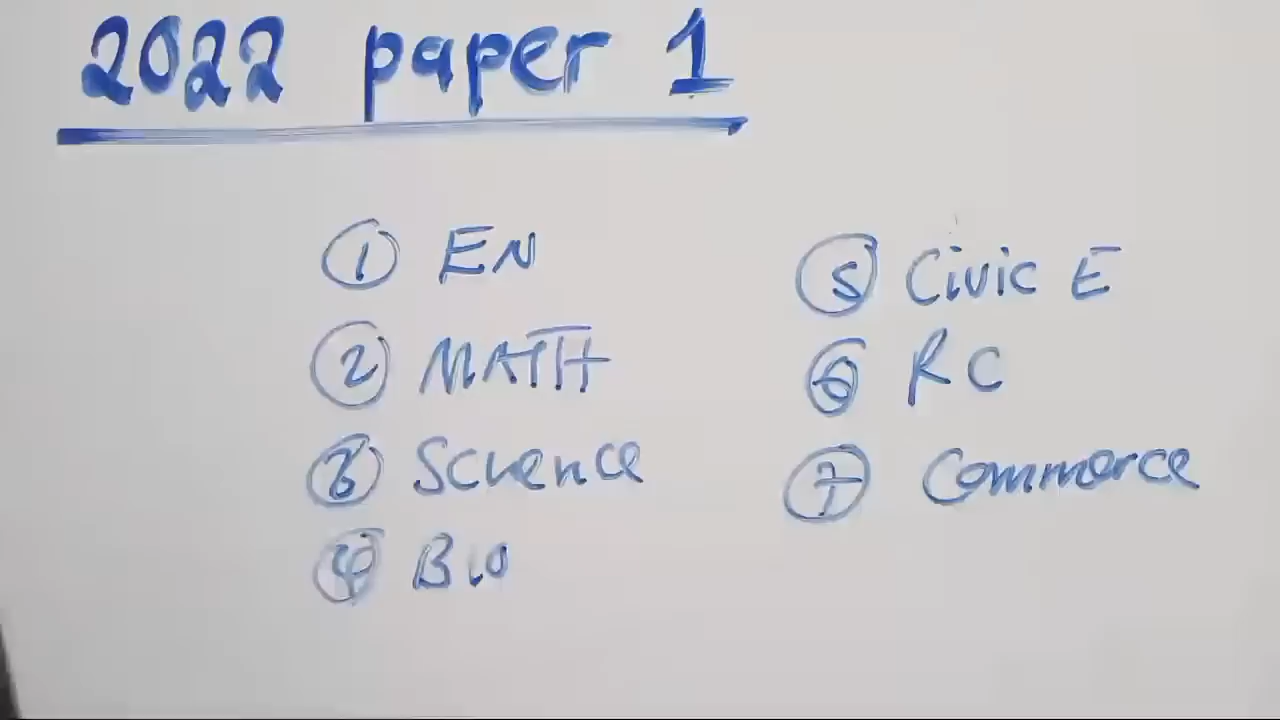 2022 paper 1
① EN
② MATH
③ Science
④ Bio
⑤ Civic E
⑥ RC
⑦ Commerce